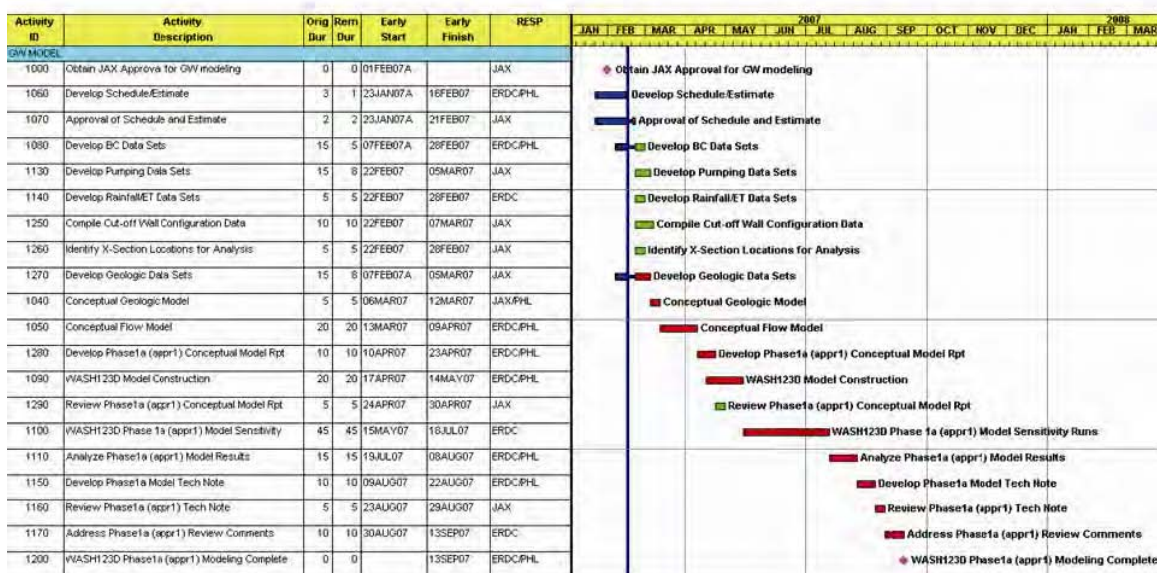 Activity ID Activity Description Orig Dur Rem Dur Early Start Early Finish RESP
2007 2008
JAN FEB MAR APR MAY JUN JUL AUG SEP OCT NOV DEC JAN FEB MAR
GW MODEL
1000 Obtain JAX Approval for GW modeling 0 0 01FEB07A JAX Obtain JAX Approval for GW modeling
1060 Develop Schedule/Estimate 3 1 23JAN07A 16FEB07 ERDC/PHL Develop Schedule/Estimate
1070 Approval of Schedule and Estimate 2 2 23JAN07A 21FEB07 JAX Approval of Schedule and Estimate
1080 Develop BC Data Sets 15 5 07FEB07A 28FEB07 ERDC/PHL Develop BC Data Sets
1130 Develop Pumping Data Sets 15 8 22FEB07 05MAR07 JAX Develop Pumping Data Sets
1140 Develop Rainfall/ET Data Sets 5 5 22FEB07 28FEB07 ERDC Develop Rainfall/ET Data Sets
1250 Compile Cut-off Wall Configuration Data 10 10 22FEB07 07MAR07 JAX Compile Cut-off Wall Configuration Data
1260 Identify X-Section Locations for Analysis 5 5 22FEB07 28FEB07 JAX Identify X-Section Locations for Analysis
1270 Develop Geologic Data Sets 15 8 07FEB07A 05MAR07 JAX Develop Geologic Data Sets
1040 Conceptual Geologic Model 5 5 06MAR07 12MAR07 JAX/PHL Conceptual Geologic Model
1050 Conceptual Flow Model 20 20 13MAR07 09APR07 ERDC/PHL Conceptual Flow Model
1280 Develop Phase1a (appr1) Conceptual Model Rpt 10 10 10APR07 23APR07 ERDC/PHL Develop Phase1a (appr1) Conceptual Model Rpt
1090 WASH123D Model Construction 20 20 17APR07 14MAY07 ERDC/PHL WASH123D Model Construction
1290 Review Phase1a (appr1) Conceptual Model Rpt 5 5 24APR07 30APR07 JAX Review Phase1a (appr1) Conceptual Model Rpt
1100 WASH123D Phase 1a (appr1) Model Sensitivity 45 45 15MAY07 18JUL07 ERDC WASH123D Phase 1a (appr1) Model Sensitivity Runs
1110 Analyze Phase1a (appr1) Model Results 15 15 19JUL07 08AUG07 ERDC/PHL Analyze Phase1a (appr1) Model Results
1150 Develop Phase1a Model Tech Note 10 10 09AUG07 22AUG07 ERDC/PHL Develop Phase1a Model Tech Note
1160 Review Phase1a (appr1) Tech Note 5 5 23AUG07 29AUG07 JAX Review Phase1a (appr1) Tech Note
1170 Address Phase1a (appr1) Review Comments 10 10 30AUG07 13SEP07 ERDC Address Phase1a (appr1) Review Comments
1200 WASH123D Phase1a (appr1) Modeling Complete 0 0 13SEP07 ERDC/PHL WASH123D Phase1a (appr1) Modeling Complete